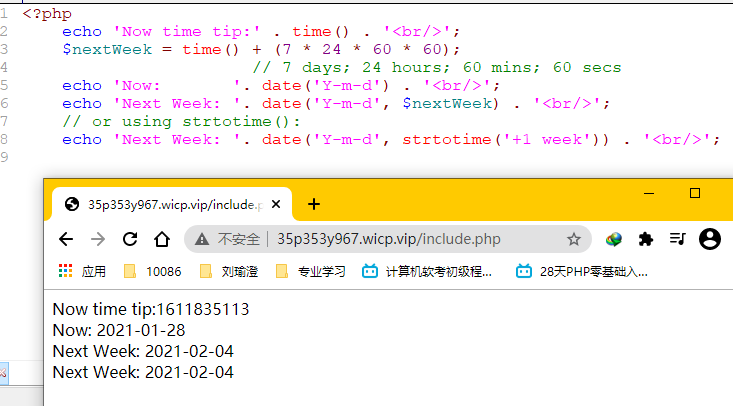 1 <?php
2 echo 'Now time tip:' . time() . '<br/>';
3 $nextWeek = time() + (7 * 24 * 60 * 60);
4 // 7 days; 24 hours; 60 mins; 60 secs
5 echo 'Now:       '. date('Y-m-d') . '<br/>';
6 echo 'Next Week: '. date('Y-m-d', $nextWeek) . '<br/>';
7 // or using strtotime():
8 echo 'Next Week: '. date('Y-m-d', strtotime('+1 week')) . '<br/>';
9
35p353y967.wicp.vip/include.p
不安全 35p353y967.wicp.vip/include.php
应用 10086 刘瑜澄 专业学习 计算机软考初级程... 28天PHP零基础入...
Now time tip:1611835113
Now: 2021-01-28
Next Week: 2021-02-04
Next Week: 2021-02-04